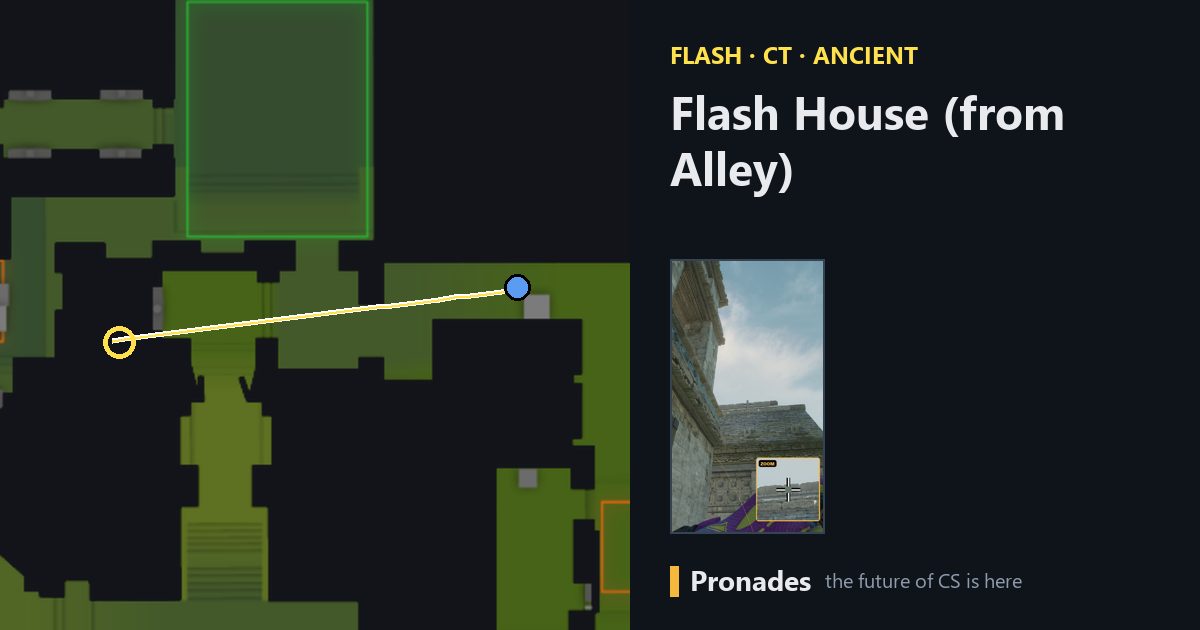 FLASH · CT · ANCIENT
Flash House (from
Alley)
ZOOM
Pronades the future of CS is here